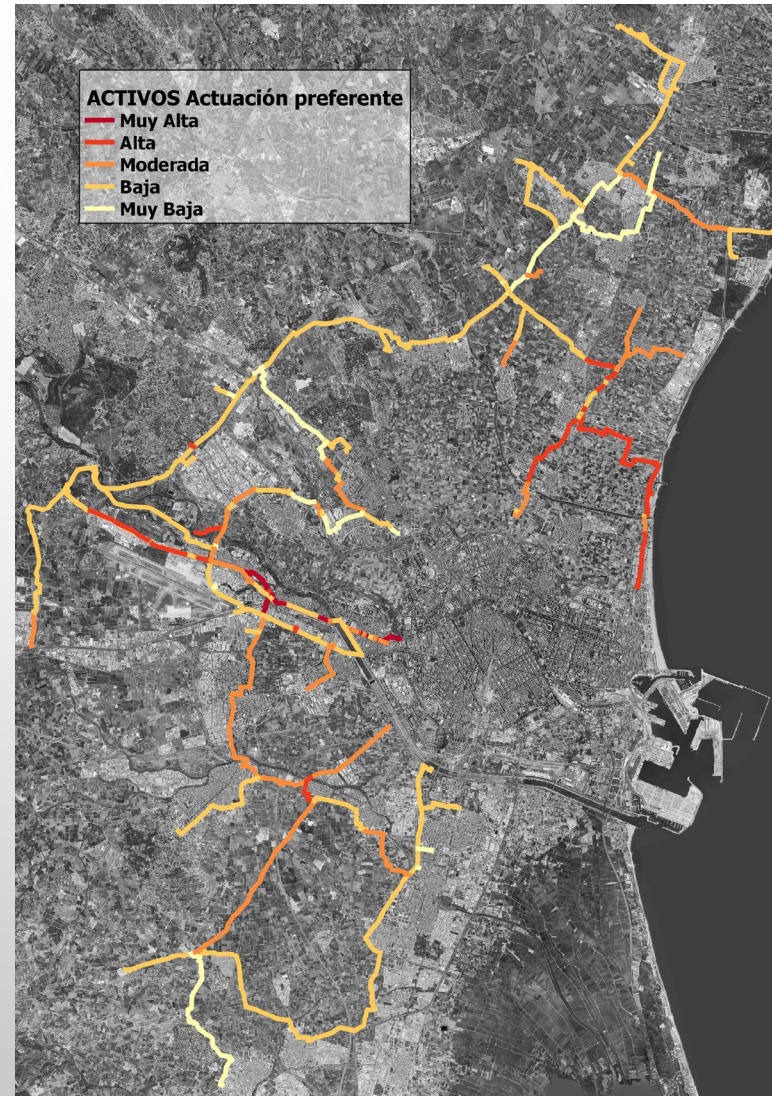 ACTIVOS Actuación preferente
Muy Alta
Alta
Moderada
Baja
Muy Baja